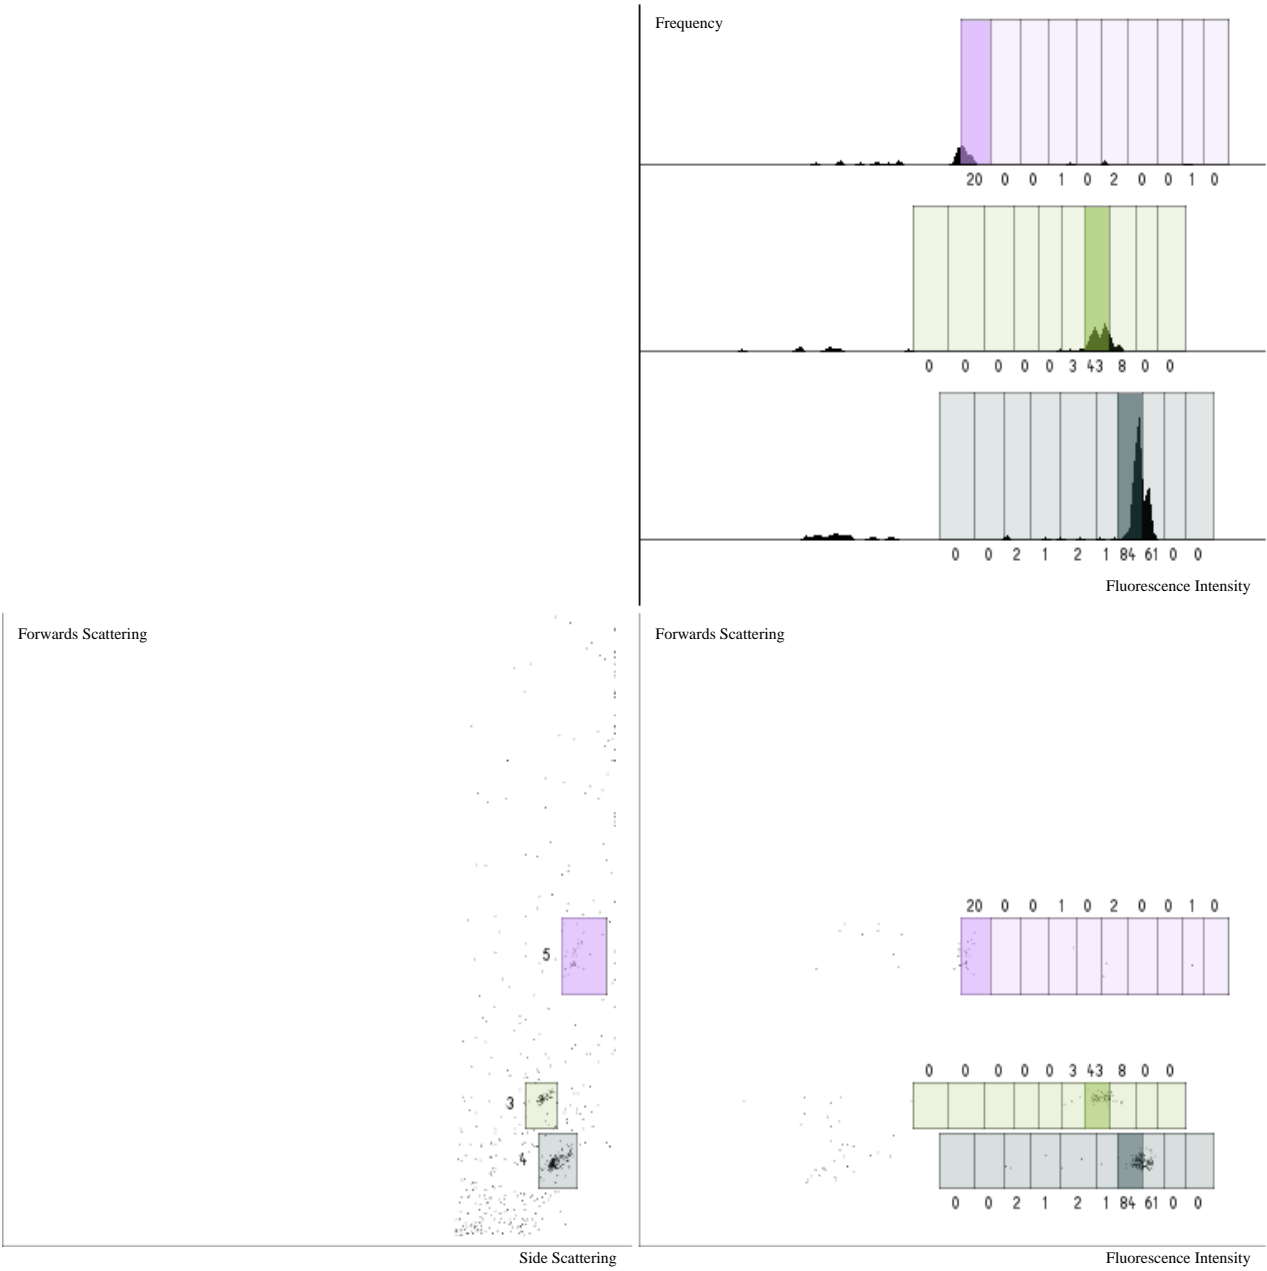 Frequency
20 0 0 1 0 2 0 0 1 0
0 0 0 0 0 3 43 8 0 0
0 0 2 1 2 1 84 61 0 0
Fluorescence Intensity
Forwards Scattering
5
3
4
Side Scattering
Forwards Scattering
20 0 0 1 0 2 0 0 1 0
0 0 0 0 0 3 43 8 0 0
0 0 2 1 2 1 84 61 0 0
Fluorescence Intensity